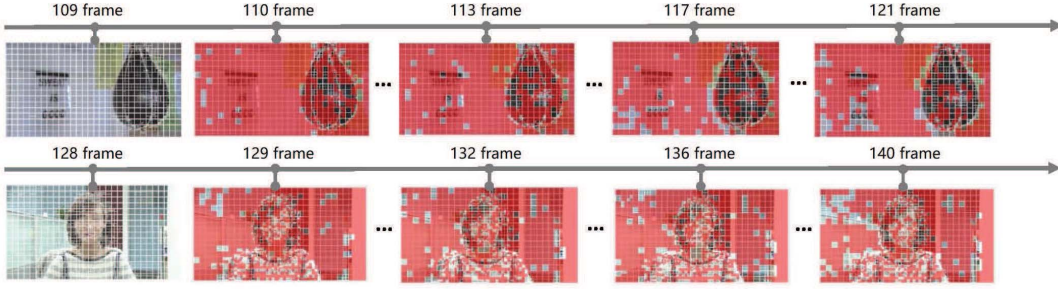 109 frame 110 frame 113 frame 117 frame 121 frame
... ... ...
128 frame 129 frame 132 frame 136 frame 140 frame
... ... ...